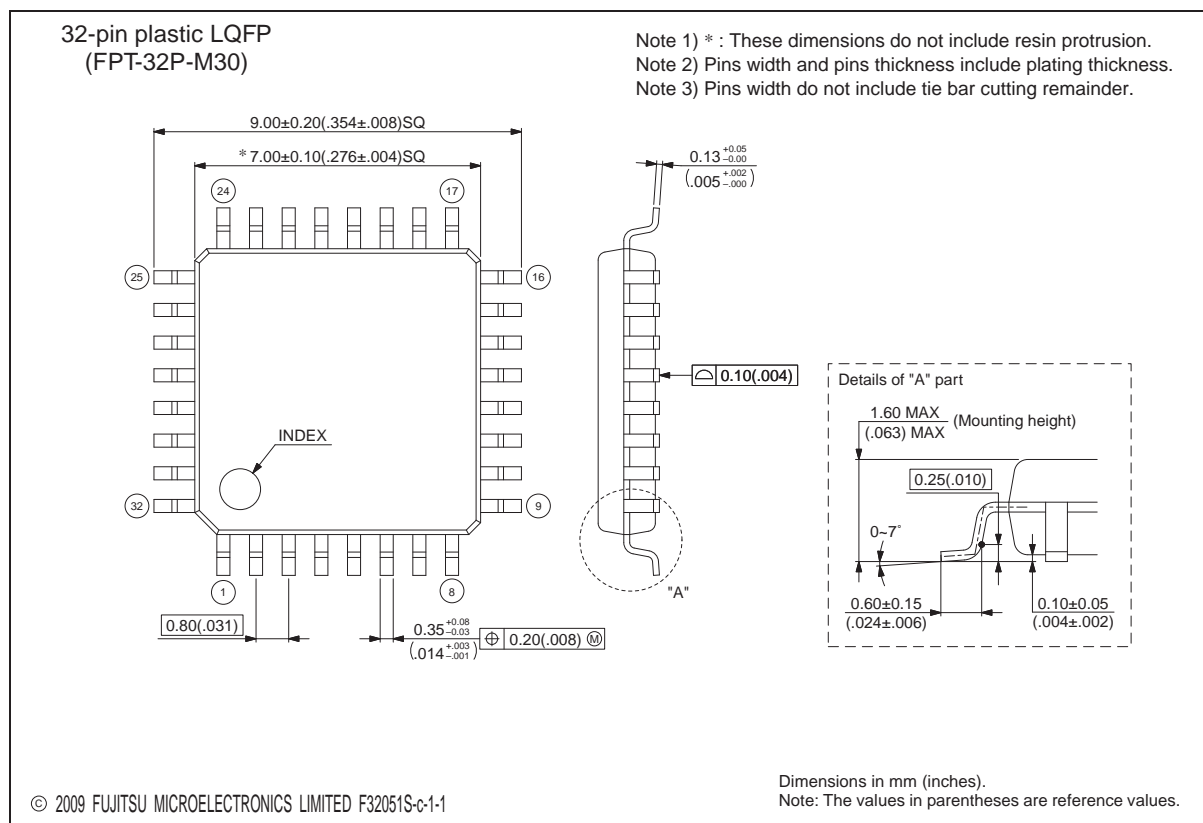 32-pin plastic LQFP
(FPT-32P-M30)
Note 1) * : These dimensions do not include resin protrusion.
Note 2) Pins width and pins thickness include plating thickness.
Note 3) Pins width do not include tie bar cutting remainder.
9.00±0.20(.354±.008)SQ
*7.00±0.10(.276±.004)SQ
0.13 +0.05 -0.00
(.005 +.002 -.000)
24
17
25
16
0.10(.004)
INDEX
32
9
1
8
"A"
0.80(.031)
0.35 +0.08 -0.03
(.014 +.003 -.001)
⌖ 0.20(.008) Ⓜ
Details of "A" part
1.60 MAX
(.063) MAX
(Mounting height)
0.25(.010)
0~7°
0.60±0.15
(.024±.006)
0.10±0.05
(.004±.002)
© 2009 FUJITSU MICROELECTRONICS LIMITED F32051S-c-1-1
Dimensions in mm (inches).
Note: The values in parentheses are reference values.